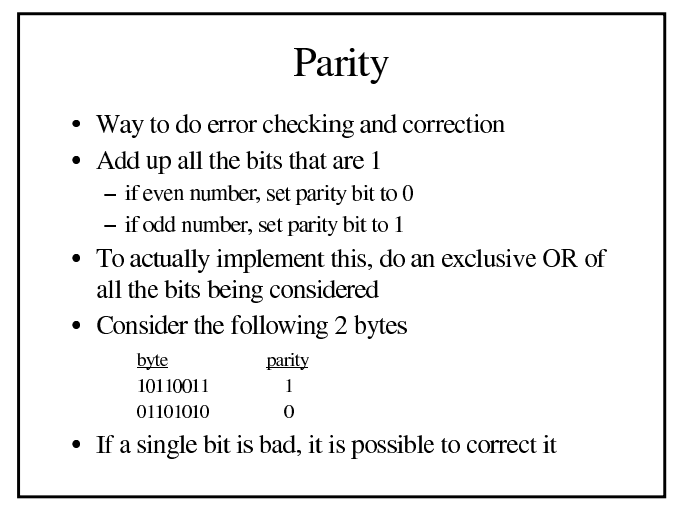 Parity
• Way to do error checking and correction
• Add up all the bits that are 1
– if even number, set parity bit to 0
– if odd number, set parity bit to 1
• To actually implement this, do an exclusive OR of
all the bits being considered
• Consider the following 2 bytes
byte parity
10110011 1
01101010 0
• If a single bit is bad, it is possible to correct it